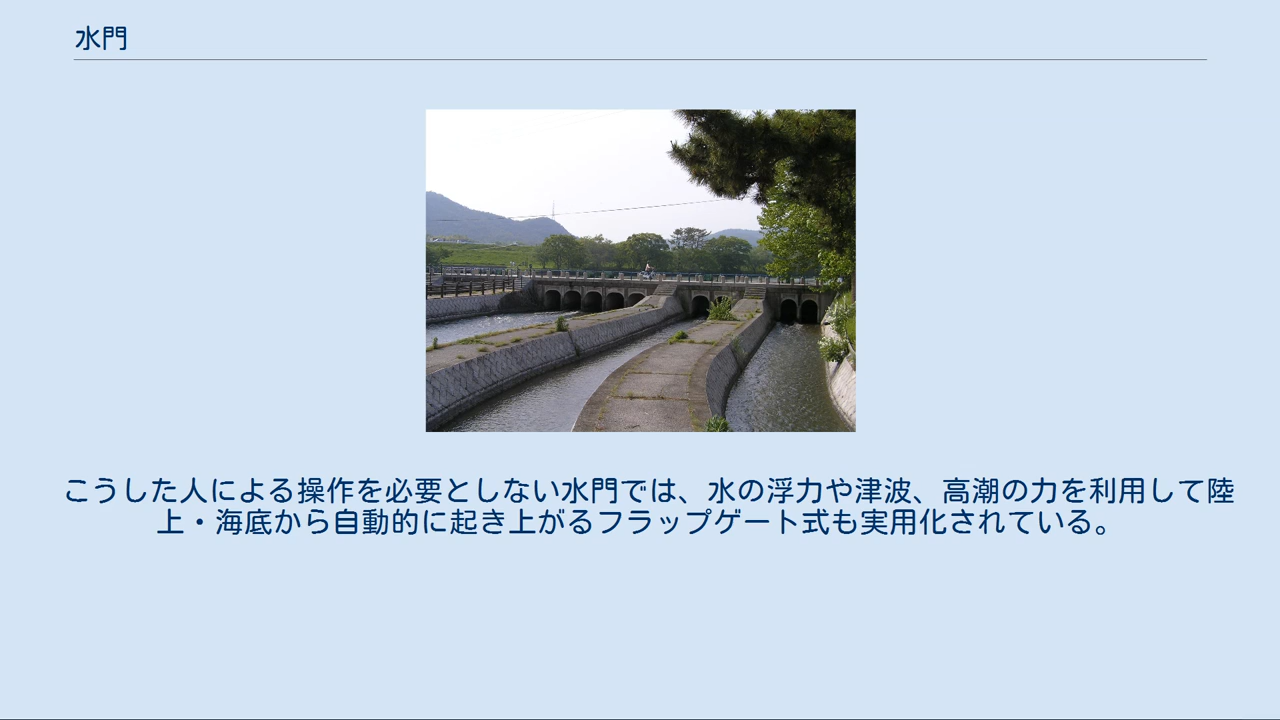 水門
こうした人による操作を必要としない水門では、水の浮力や津波、高潮の力を利用して陸
上・海底から自動的に起き上がるフラップゲート式も実用化されている。